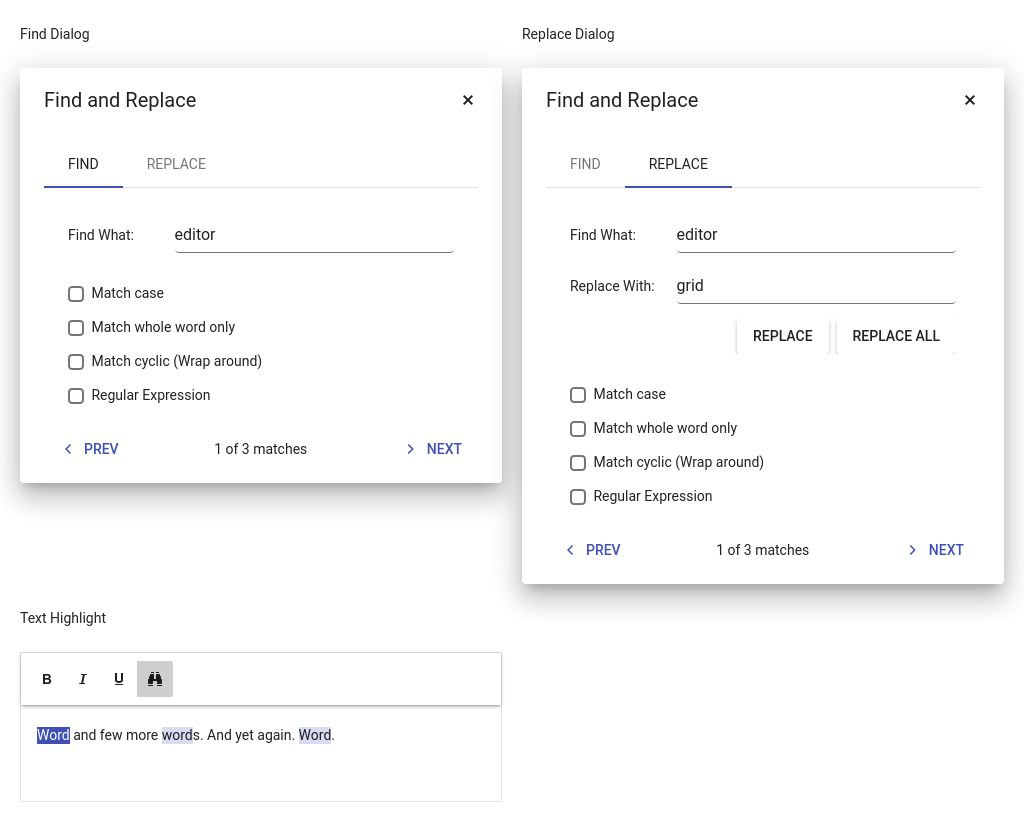 Find Dialog
Find and Replace
FIND REPLACE
Find What: editor
Match case
Match whole word only
Match cyclic (Wrap around)
Regular Expression
PREV 1 of 3 matches NEXT
Replace Dialog
Find and Replace
FIND REPLACE
Find What: editor
Replace With: grid
REPLACE REPLACE ALL
Match case
Match whole word only
Match cyclic (Wrap around)
Regular Expression
PREV 1 of 3 matches NEXT
Text Highlight
B I U
Word and few more words. And yet again. Word.